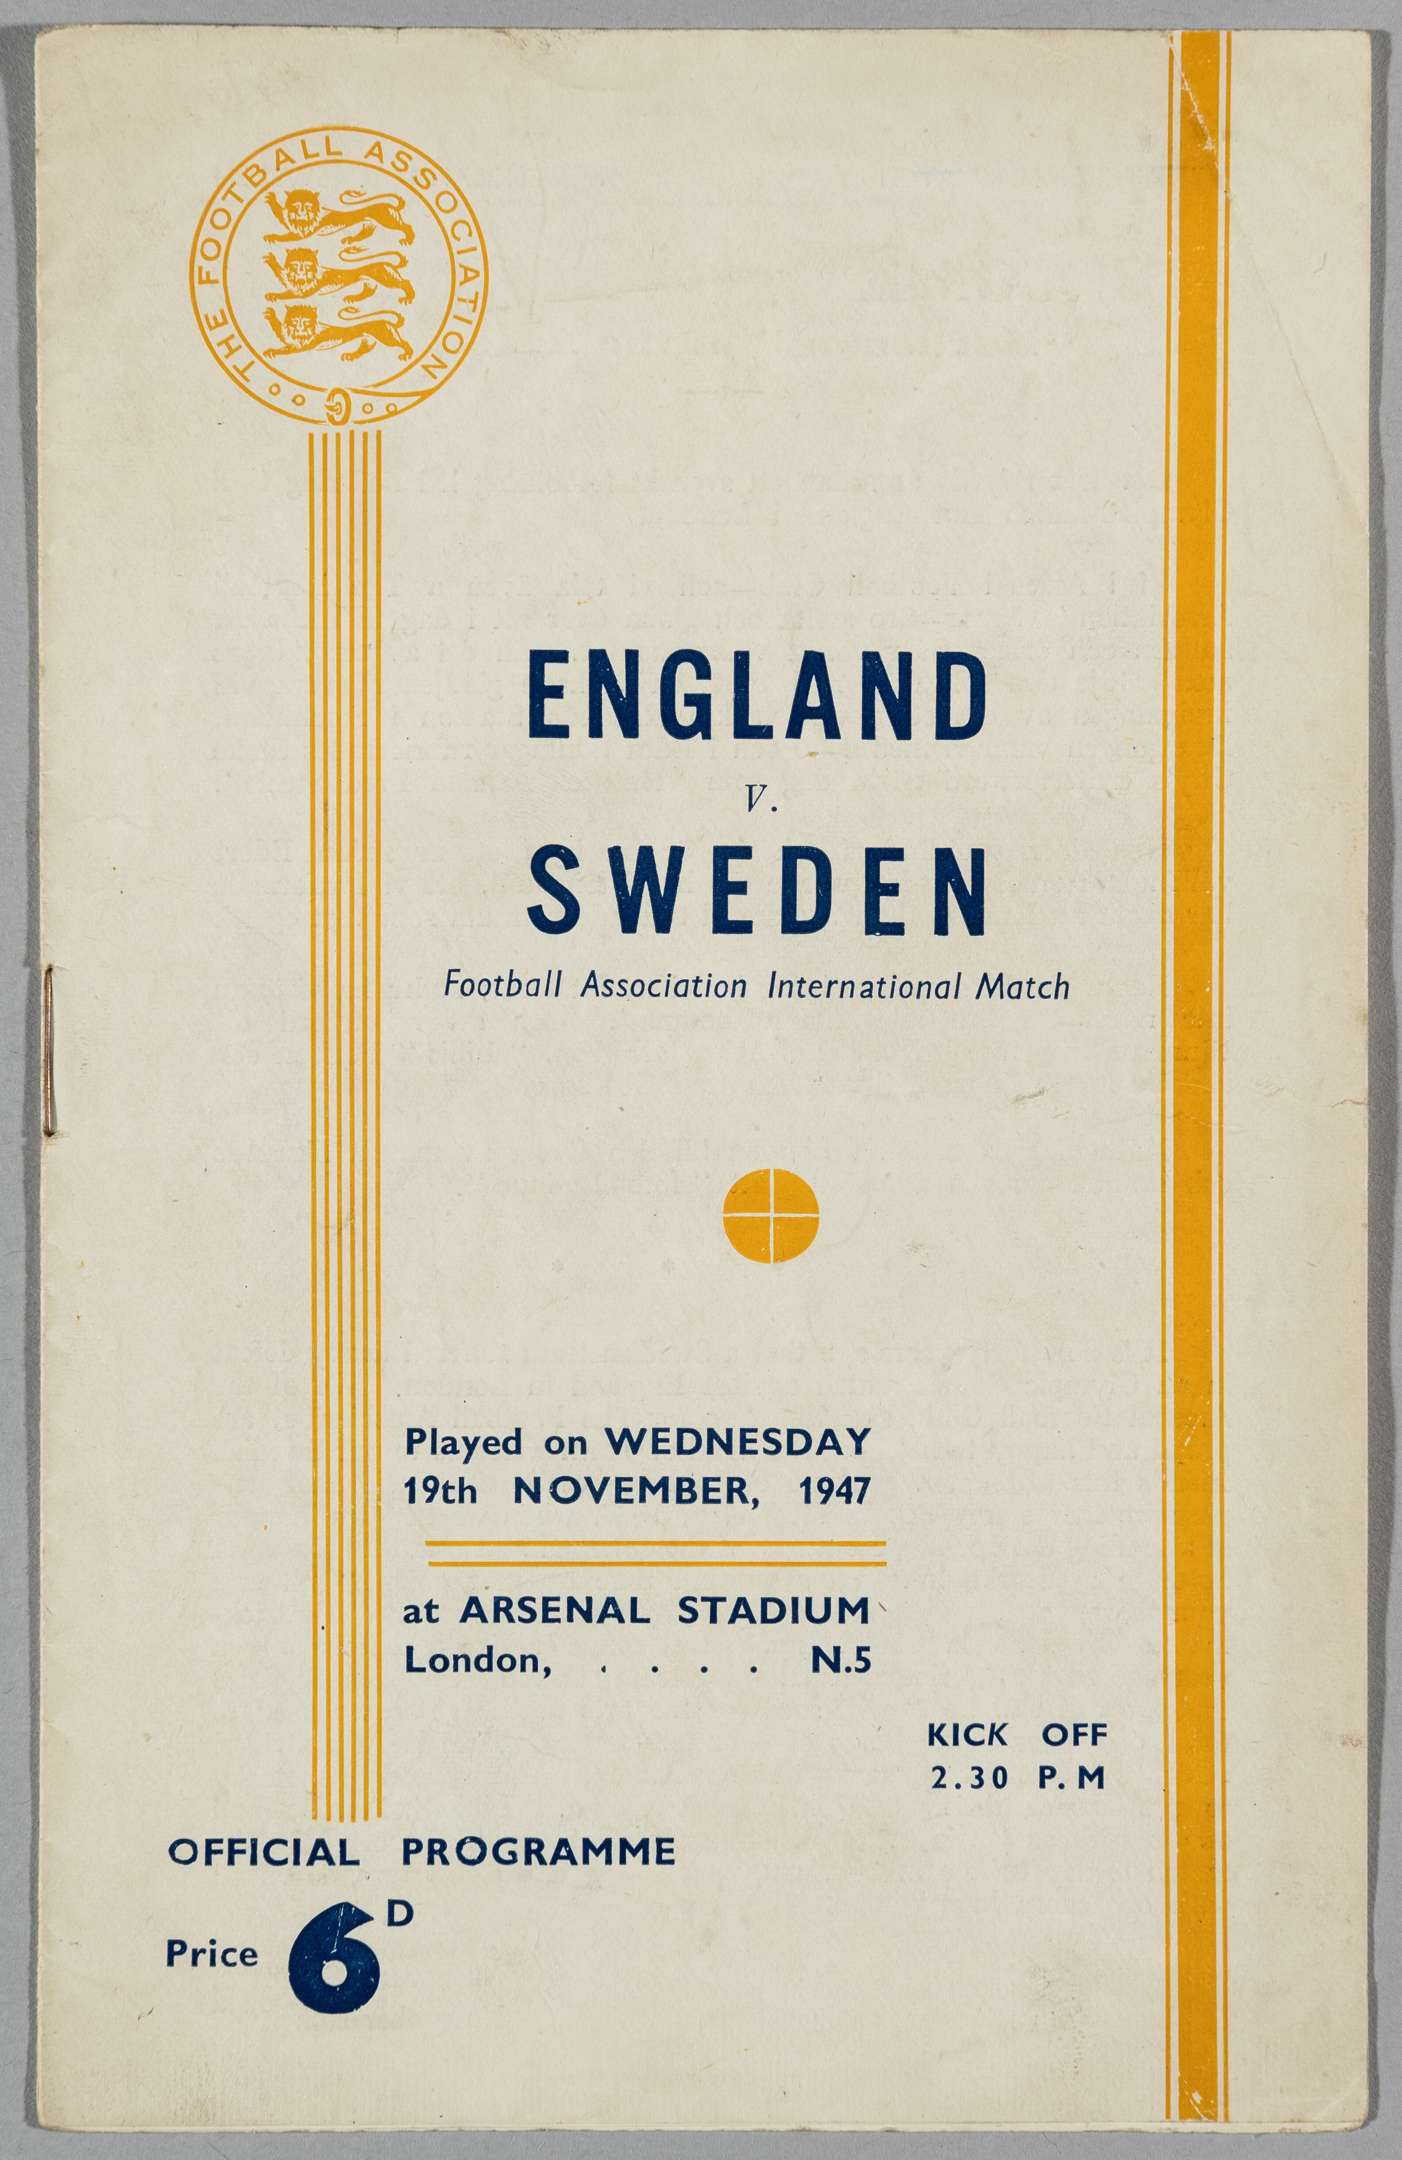 THE FOOTBALL ASSOCIATION
ENGLAND
V.
SWEDEN
Football Association International Match
Played on WEDNESDAY
19th NOVEMBER, 1947
at ARSENAL STADIUM
London, . . . . N.5
KICK OFF
2.30 P. M
OFFICIAL PROGRAMME
Price 6D